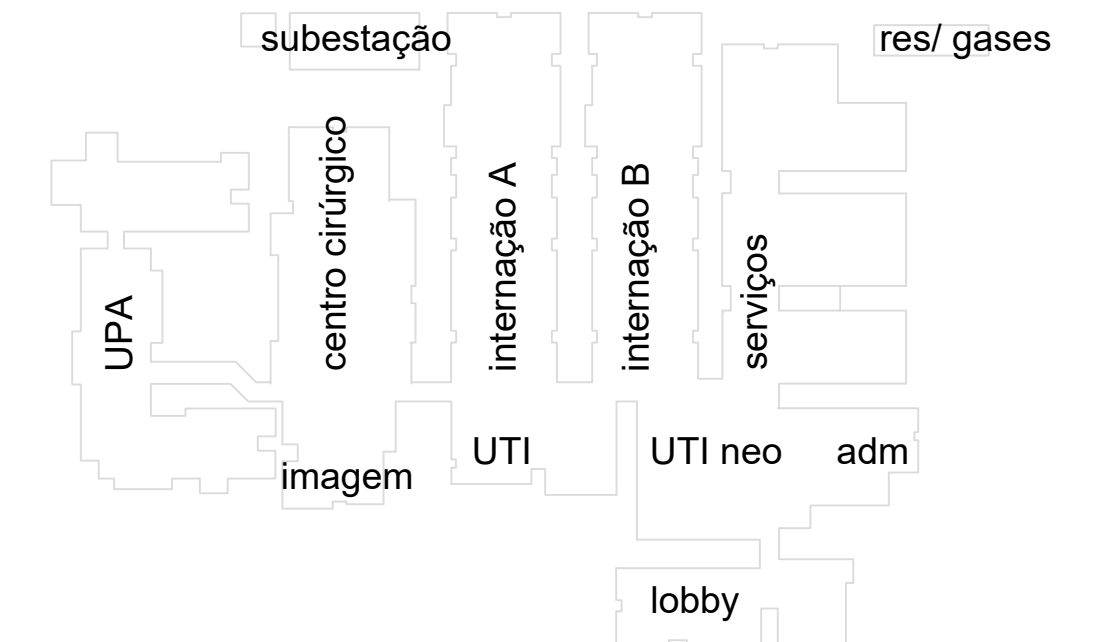 subestação
res/ gases
UPA
centro cirúrgico
internação A
internação B
serviços
imagem
UTI
UTI neo
adm
lobby